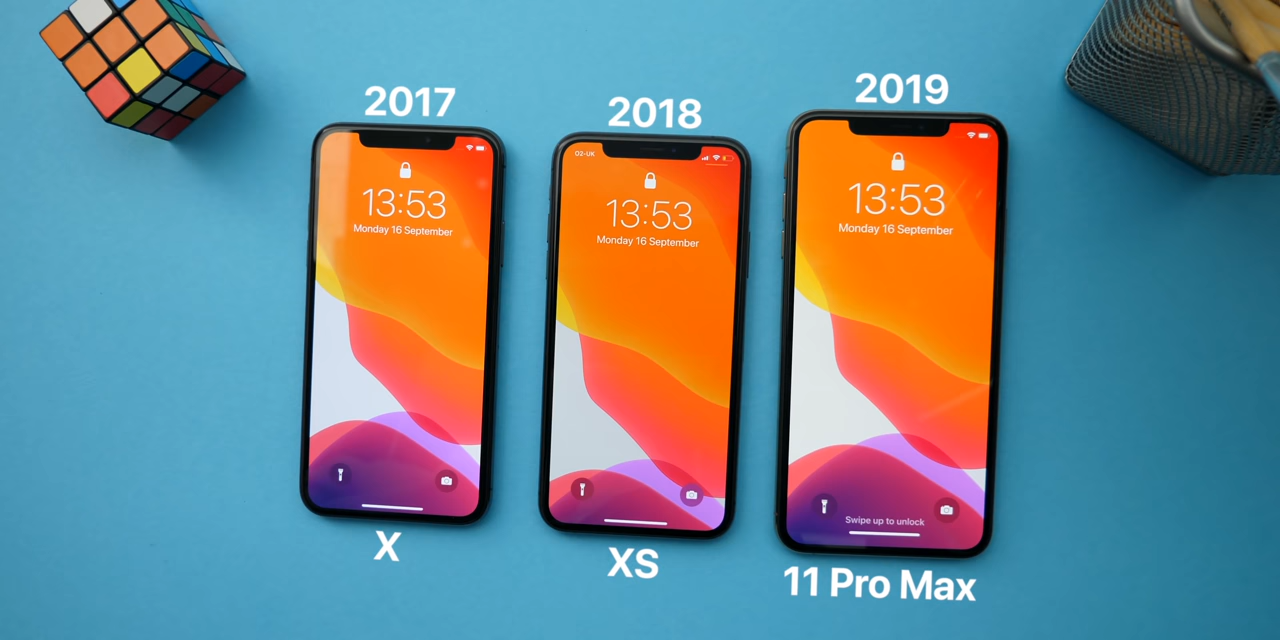 2017
2018
2019
13:53
Monday 16 September
X
O2-UK
13:53
Monday 16 September
XS
13:53
Monday 16 September
Swipe up to unlock
11 Pro Max